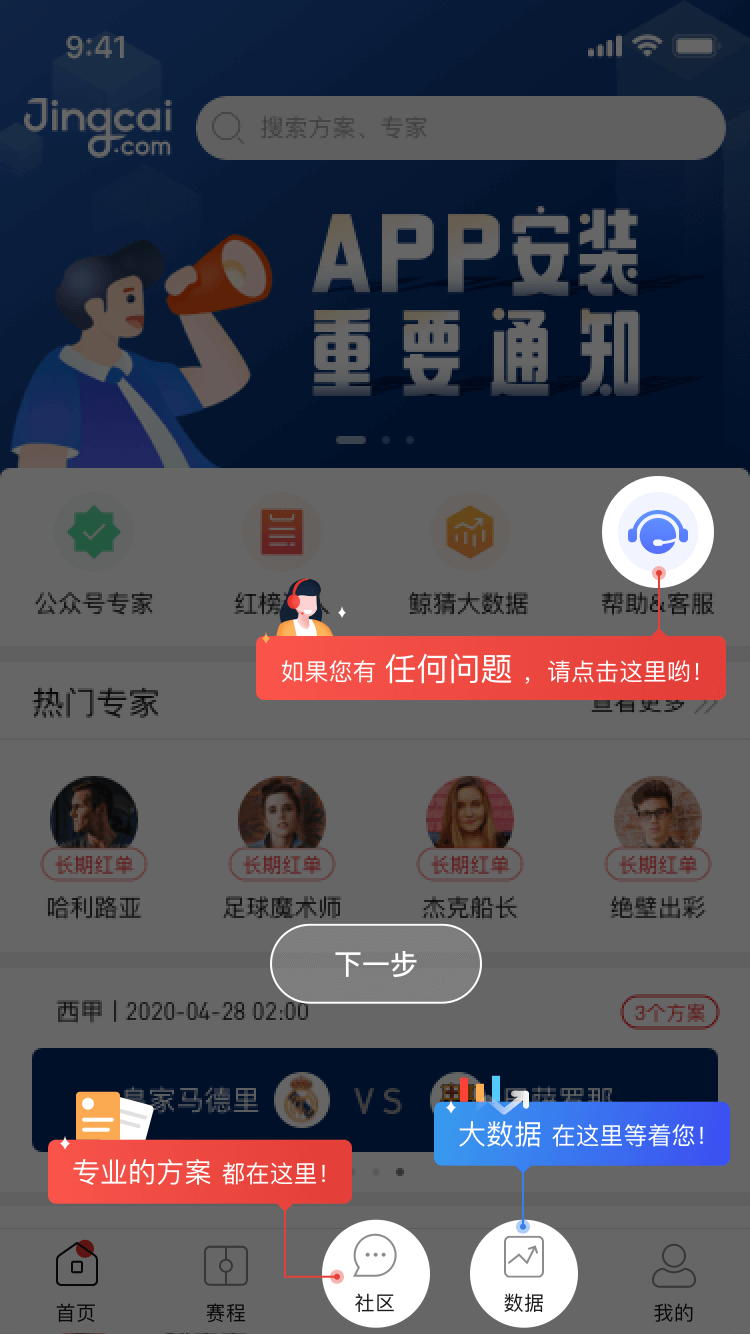 9:41
Jingcai
.com
搜索方案、专家
APP安装
重要通知
公众号专家
红榜
鲸猜大数据
帮助&客服
如果您有 任何问题 ，请点击这里哟！
热门专家
查看更多
长期红单
长期红单
长期红单
长期红单
哈利路亚
足球魔术师
杰克船长
绝壁出彩
下一步
西甲 | 2020-04-28 02:00
3个方案
皇家马德里
VS
大数据 在这里等着您！
专业的方案 都在这里！
首页
赛程
社区
数据
我的